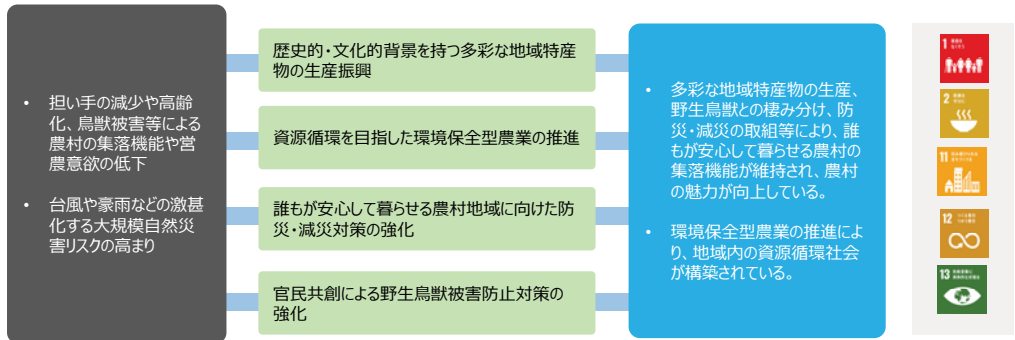 • 担い手の減少や高齢
化、鳥獣被害等による
農村の集落機能や営
農意欲の低下
• 台風や豪雨などの激甚
化する大規模自然災
害リスクの高まり
歴史的・文化的背景を持つ多彩な地域特産
物の生産振興
資源循環を目指した環境保全型農業の推進
誰もが安心して暮らせる農村地域に向けた防
災・減災対策の強化
官民共創による野生鳥獣被害防止対策の
強化
• 多彩な地域特産物の生産、
野生鳥獣との棲み分け、防
災・減災の取組等により、誰
もが安心して暮らせる農村の
集落機能が維持され、農村
の魅力が向上している。
• 環境保全型農業の推進によ
り、地域内の資源循環社会
が構築されている。
1
2
11
12
13